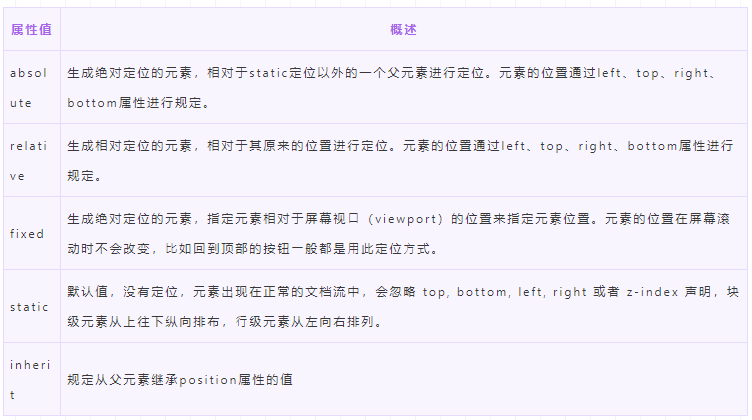 属性值 概述
absol
ute
生成绝对定位的元素，相对于static定位以外的一个父元素进行定位。元素的位置通过left、top、right、
bottom属性进行规定。
relati
ve
生成相对定位的元素，相对于其原来的位置进行定位。元素的位置通过left、top、right、bottom属性进行
规定。
fixed
生成绝对定位的元素，指定元素相对于屏幕视口（viewport）的位置来指定元素位置。元素的位置在屏幕滚
动时不会改变，比如回到顶部的按钮一般都是用此定位方式。
static
默认值，没有定位，元素出现在正常的文档流中，会忽略 top, bottom, left, right 或者 z-index 声明，块
级元素从上往下纵向排布，行级元素从左向右排列。
inheri
t
规定从父元素继承position属性的值